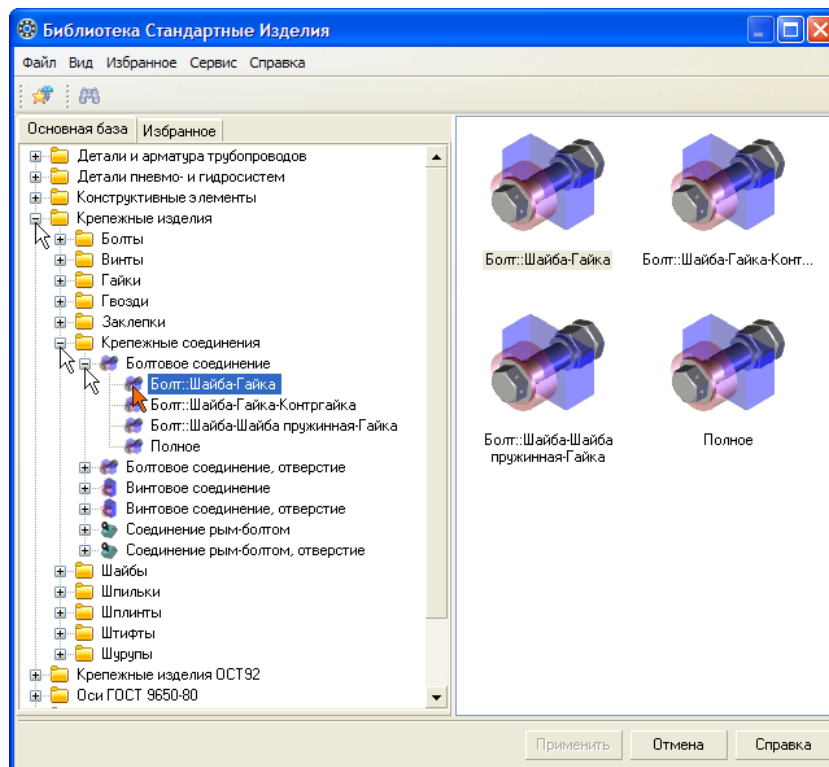 Библиотека Стандартные Изделия
Файл Вид Избранное Сервис Справка
Основная база Избранное
Детали и арматура трубопроводов
Детали пневмо- и гидросистем
Конструктивные элементы
Крепежные изделия
Болты
Винты
Гайки
Гвозди
Заклепки
Крепежные соединения
Болтовое соединение
Болт::Шайба-Гайка
Болт::Шайба-Гайка-Контргайка
Болт::Шайба-Шайба пружинная-Гайка
Полное
Болтовое соединение, отверстие
Винтовое соединение
Винтовое соединение, отверстие
Соединение рым-болтом
Соединение рым-болтом, отверстие
Шайбы
Шпильки
Шплинты
Штифты
Шурупы
Крепежные изделия ОСТ92
Оси ГОСТ 9650-80
Болт::Шайба-Гайка
Болт::Шайба-Гайка-Конт...
Болт::Шайба-Шайба
пружинная-Гайка
Полное
Применить Отмена Справка